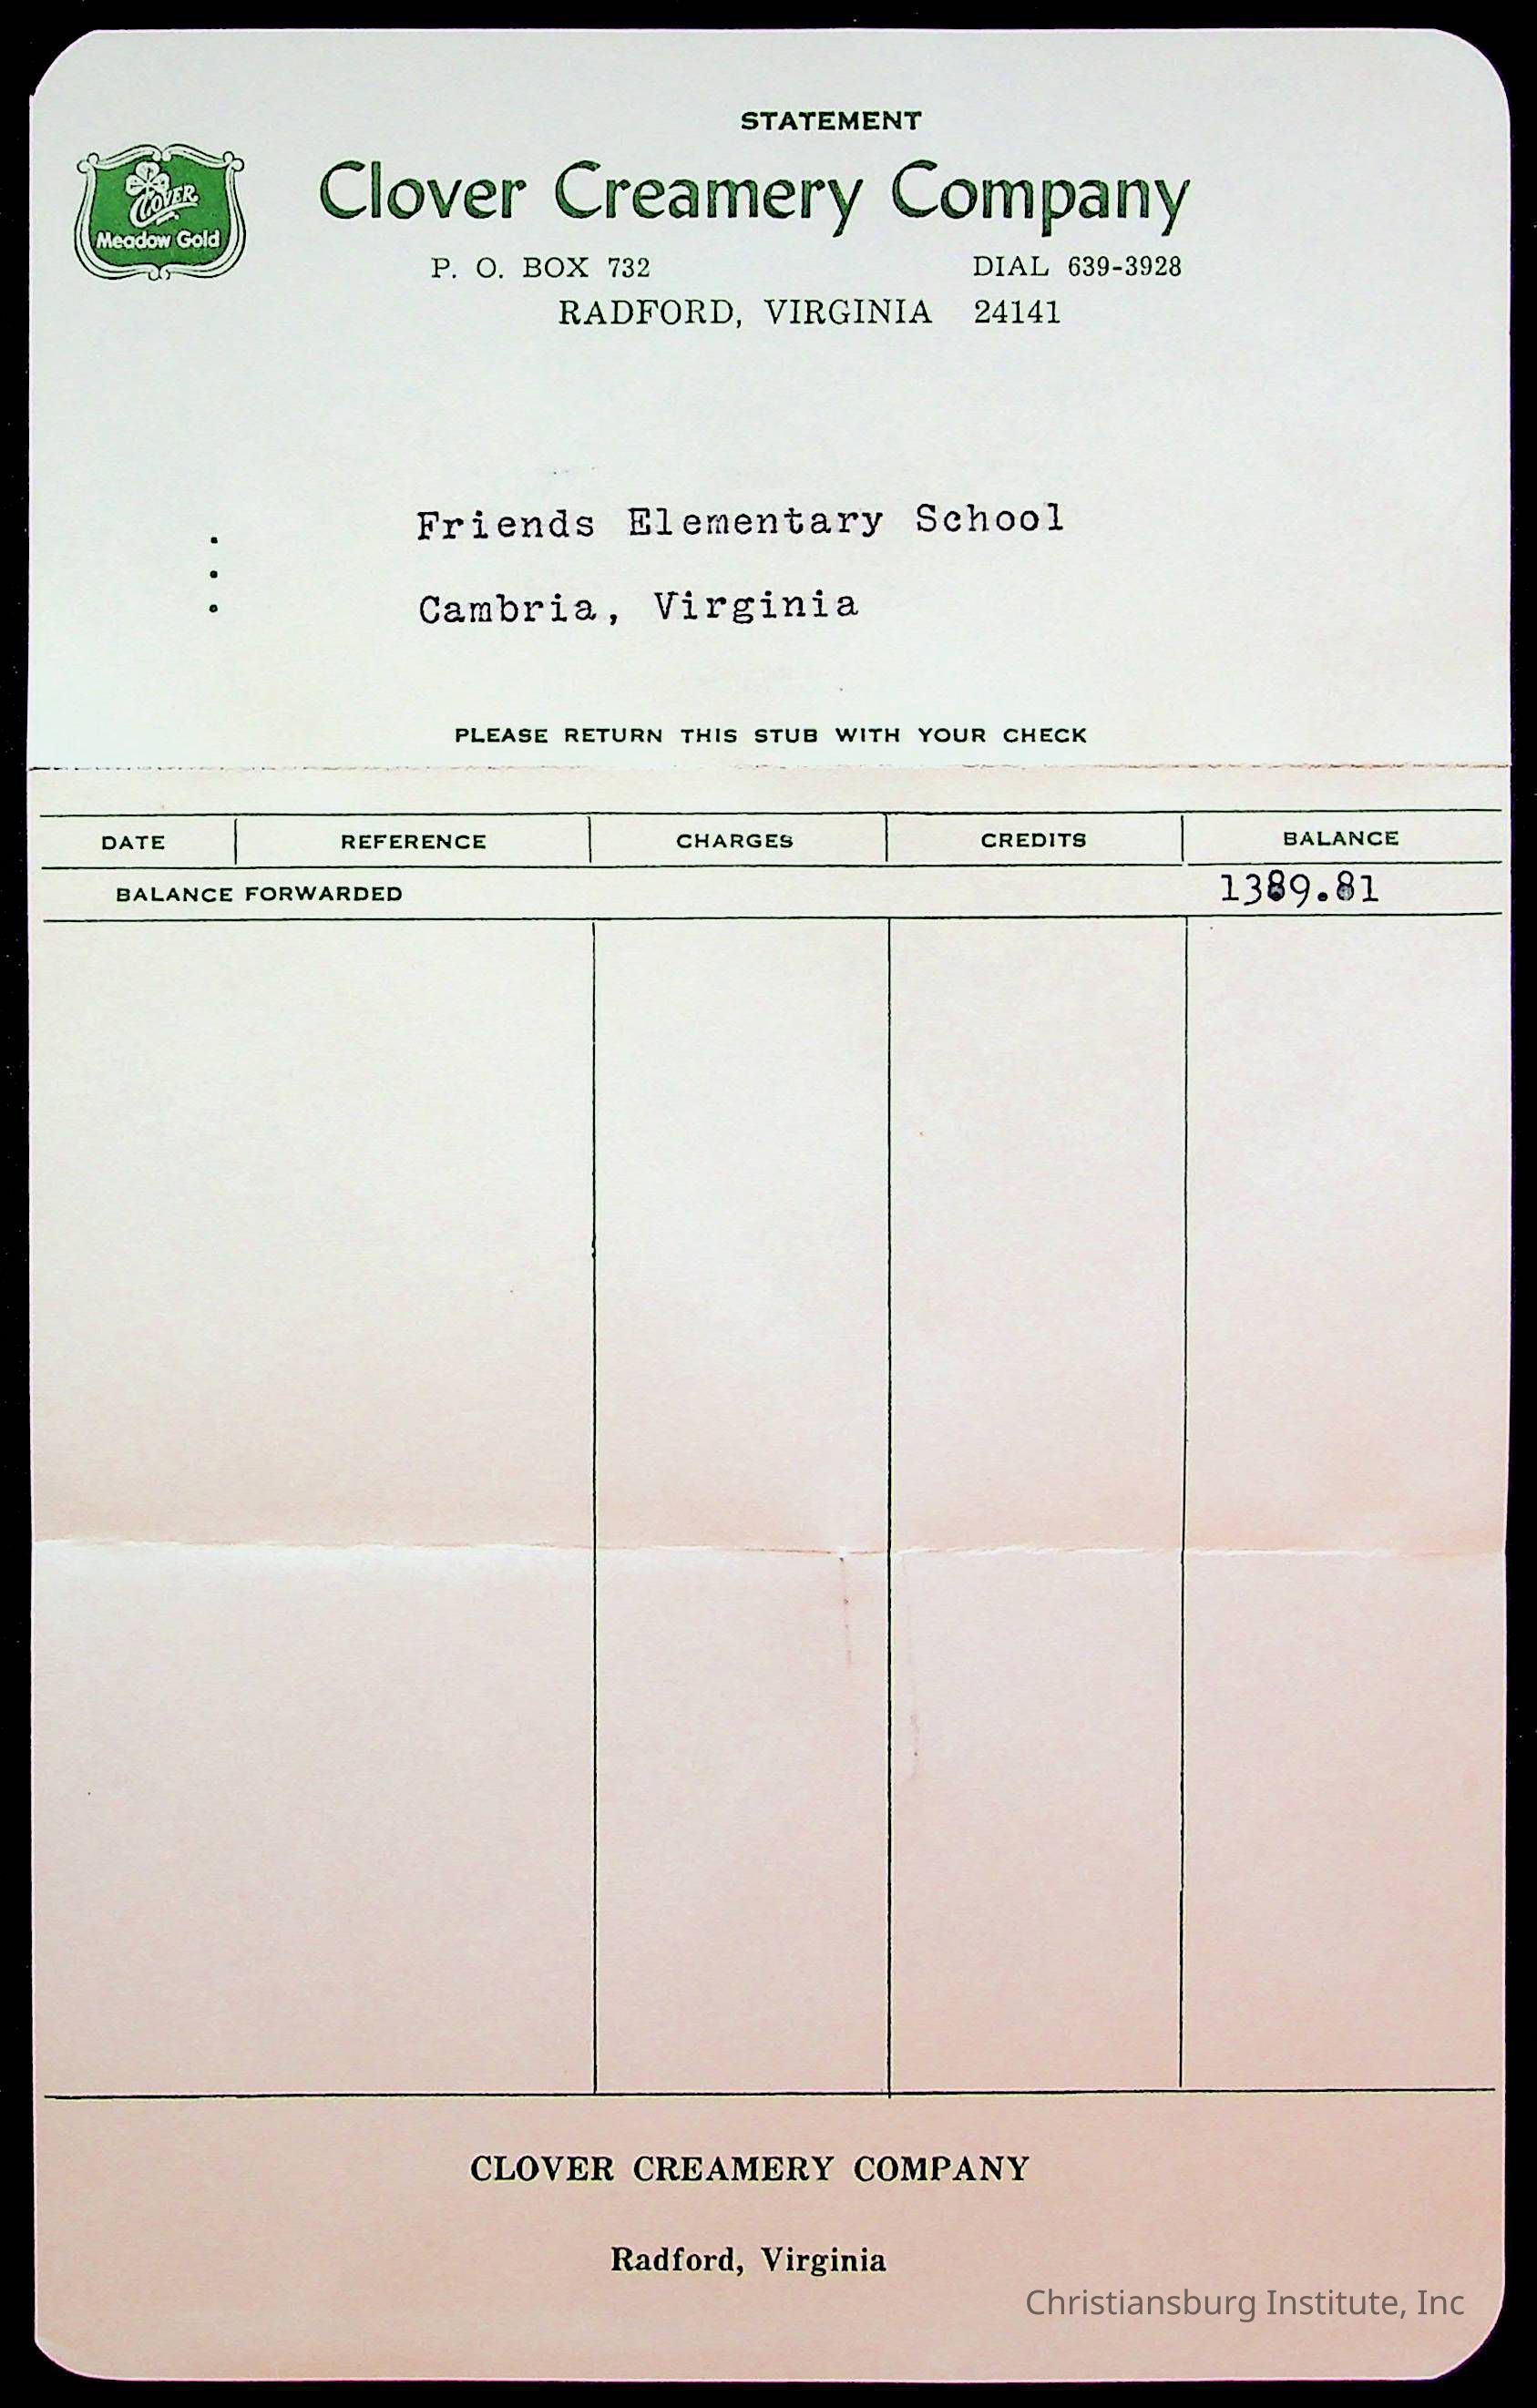 STATEMENT
CLOVER
Meadow Gold
Clover Creamery Company
P. O. BOX 732 DIAL 639-3928
RADFORD, VIRGINIA 24141
Friends Elementary School
Cambria, Virginia
PLEASE RETURN THIS STUB WITH YOUR CHECK
DATE REFERENCE CHARGES CREDITS BALANCE
BALANCE FORWARDED 1389.81
CLOVER CREAMERY COMPANY
Radford, Virginia
Christiansburg Institute, Inc